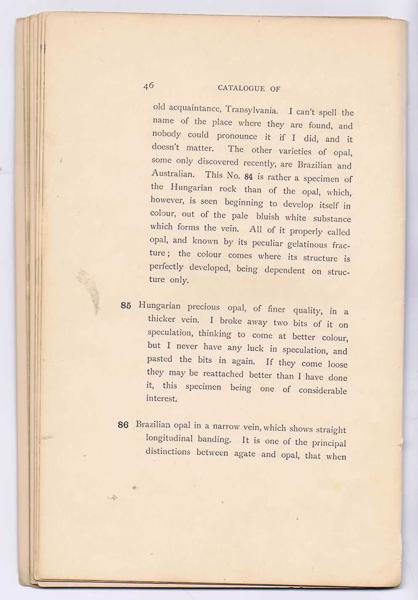 46 CATALOGUE OF
old acquaintance, Transylvania. I can't spell the
name of the place where they are found, and
nobody could pronounce it if I did, and it
doesn't matter. The other varieties of opal,
some only discovered recently, are Brazilian and
Australian. This No. 84 is rather a specimen of
the Hungarian rock than of the opal, which,
however, is seen beginning to develop itself in
colour, out of the pale bluish white substance
which forms the vein. All of it properly called
opal, and known by its peculiar gelatinous frac-
ture; the colour comes where its structure is
perfectly developed, being dependent on struc-
ture only.
85 Hungarian precious opal, of finer quality, in a
thicker vein. I broke away two bits of it on
speculation, thinking to come at better colour,
but I never have any luck in speculation, and
pasted the bits in again. If they come loose
they may be reattached better than I have done
it, this specimen being one of considerable
interest.
86 Brazilian opal in a narrow vein, which shows straight
longitudinal banding. It is one of the principal
distinctions between agate and opal, that when